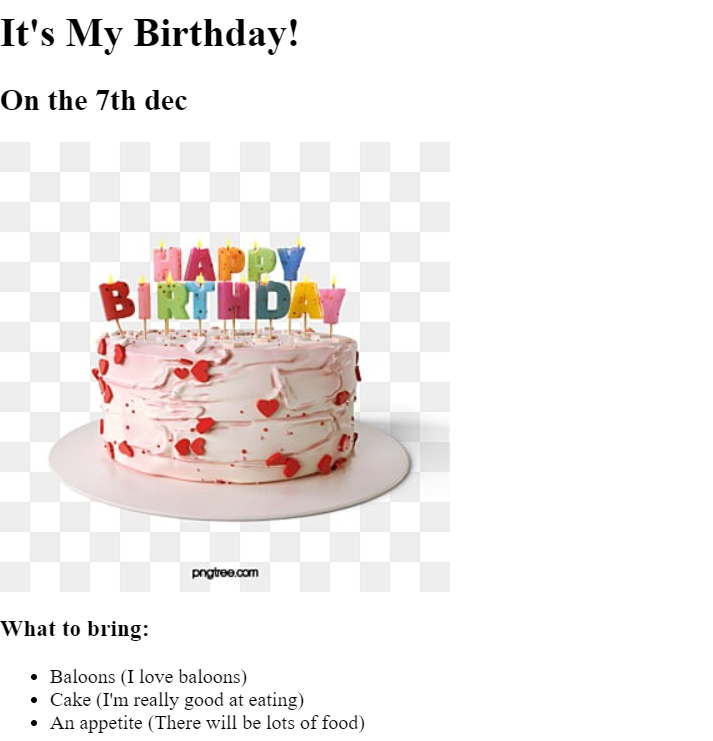 It's My Birthday!
On the 7th dec
HAPPY
BIRTHDAY
pngtree.com
What to bring:
Baloons (I love baloons)
Cake (I'm really good at eating)
An appetite (There will be lots of food)